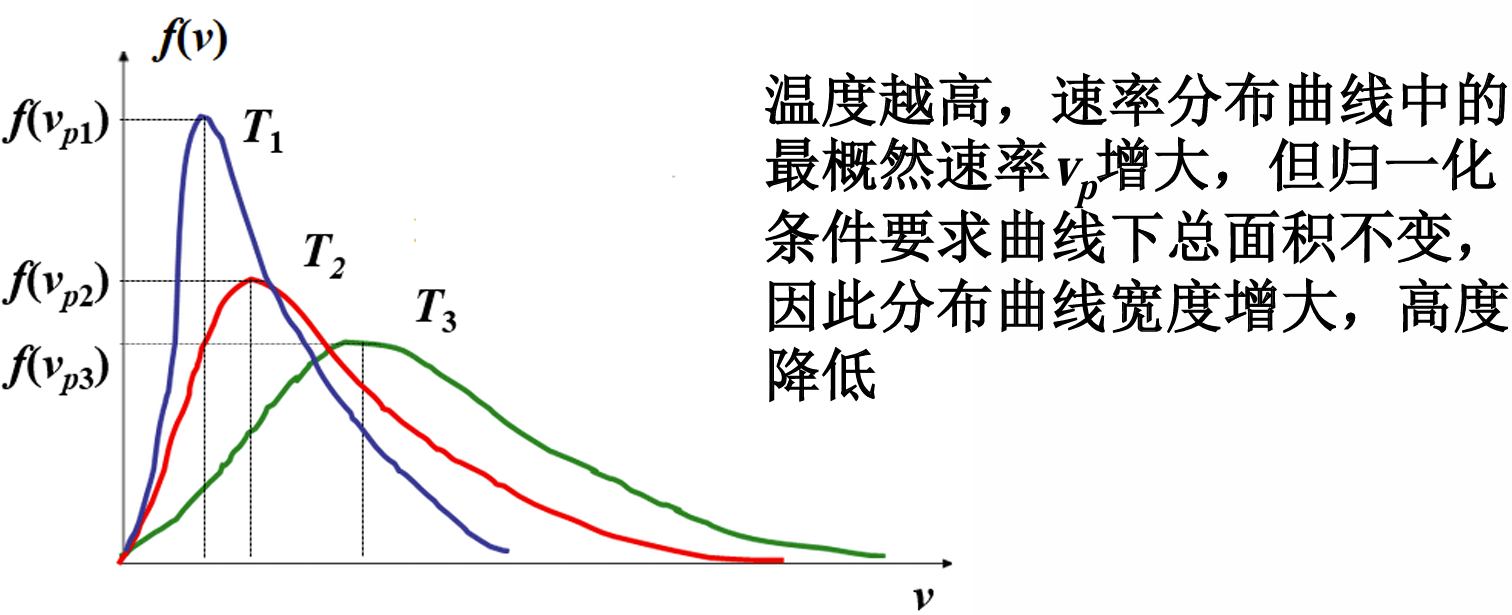 f(v)
f(vp1)
T1
T2
f(vp2)
T3
f(vp3)
v
温度越高，速率分布曲线中的
最概然速率vp增大，但归一化
条件要求曲线下总面积不变，
因此分布曲线宽度增大，高度
降低